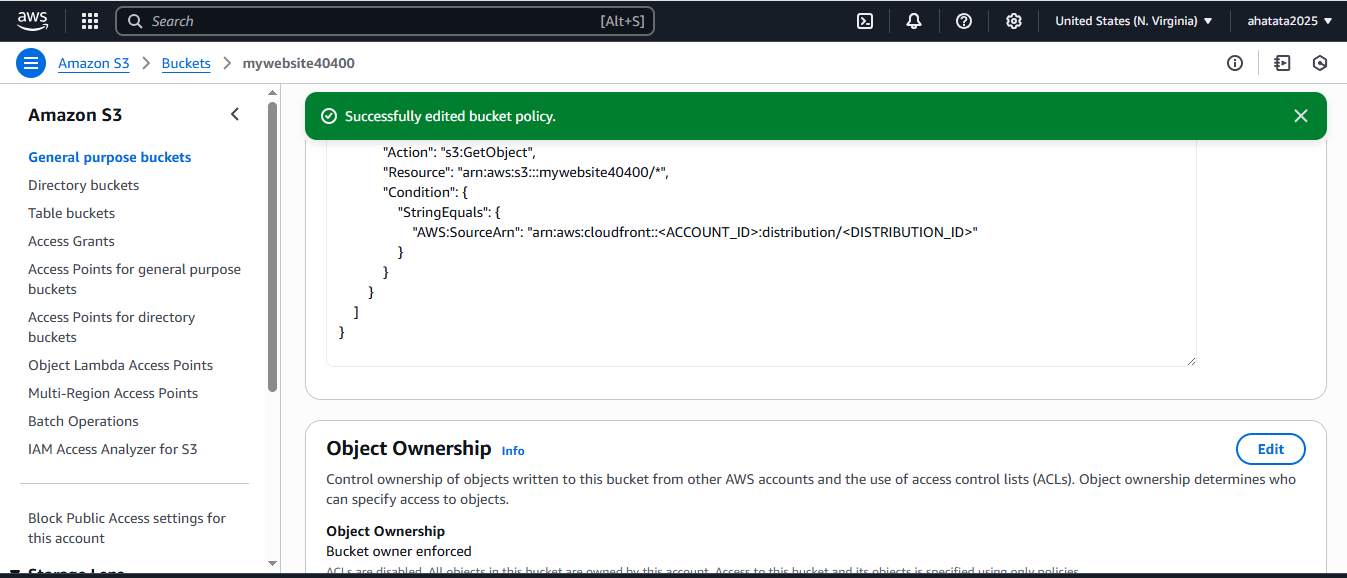 aws
Search
[Alt+S]
United States (N. Virginia)
ahatata2025
Amazon S3
Buckets
mywebsite40400
Amazon S3
General purpose buckets
Directory buckets
Table buckets
Access Grants
Access Points for general purpose
buckets
Access Points for directory
buckets
Object Lambda Access Points
Multi-Region Access Points
Batch Operations
IAM Access Analyzer for S3
Block Public Access settings for
this account
Storage Lens
Successfully edited bucket policy.
"Action": "s3:GetObject",
"Resource": "arn:aws:s3:::mywebsite40400/*",
"Condition": {
"StringEquals": {
"AWS:SourceArn": "arn:aws:cloudfront::<ACCOUNT_ID>:distribution/<DISTRIBUTION_ID>"
}
}
}
]
}
Object Ownership Info
Edit
Control ownership of objects written to this bucket from other AWS accounts and the use of access control lists (ACLs). Object ownership determines who
can specify access to objects.
Object Ownership
Bucket owner enforced
ACLs are disabled. All objects in this bucket are owned by this account. Access to this bucket and its objects is specified using only policies.